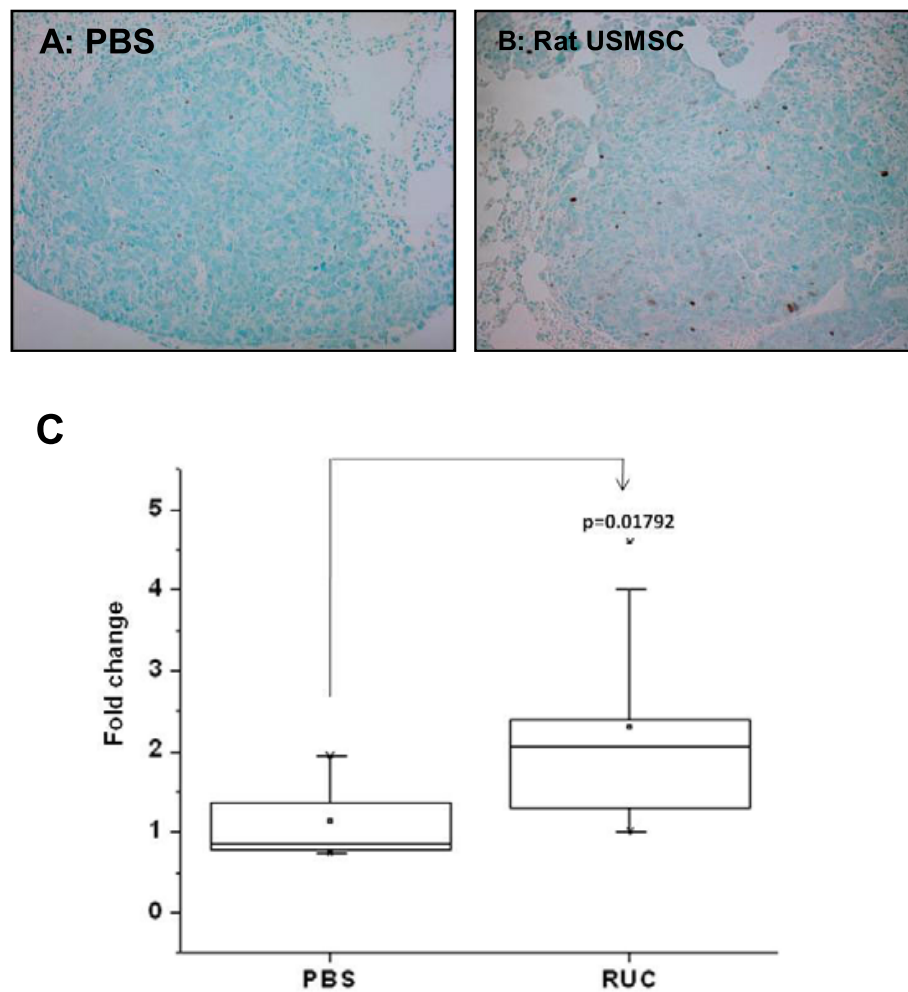 A: PBS
B: Rat USMSC
C
p=0.01792
5
4
3
2
1
0
Fold change
PBS
RUC